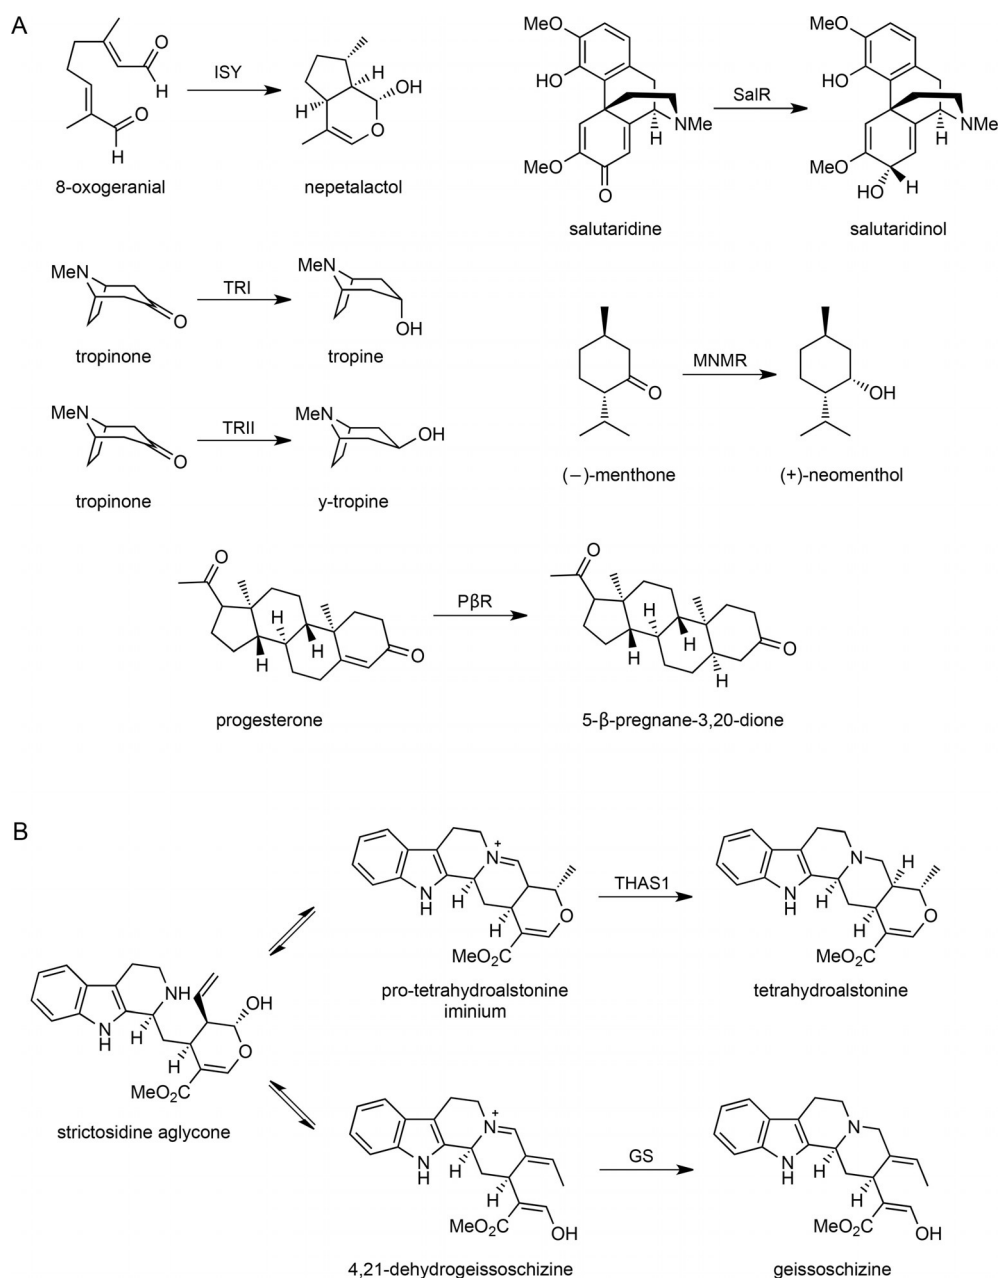 A
O
H
O
H
8-oxogeranial
ISY
H
H
OH
O
nepetalactol
MeO
HO
MeO
O
H
NMe
salutaridine
SalR
MeO
HO
MeO
HO
H
H
NMe
salutaridinol
MeN
O
tropinone
TRI
MeN
OH
tropine
MeN
O
tropinone
TRII
MeN
OH
y-tropine
O
(−)-menthone
MNMR
OH
(+)-neomenthol
O
H
H
H
O
progesterone
PβR
O
H
H
H
H
O
5-β-pregnane-3,20-dione
B
NH
N
H
H
H
OH
O
MeO2C
strictosidine aglycone
+
N
N
H
H
H
O
MeO2C
pro-tetrahydroalstonine
iminium
THAS1
N
N
H
H
H
H
O
MeO2C
tetrahydroalstonine
+
N
N
H
H
H
MeO2C
OH
4,21-dehydrogeissoschizine
GS
N
N
H
H
H
MeO2C
OH
geissoschizine